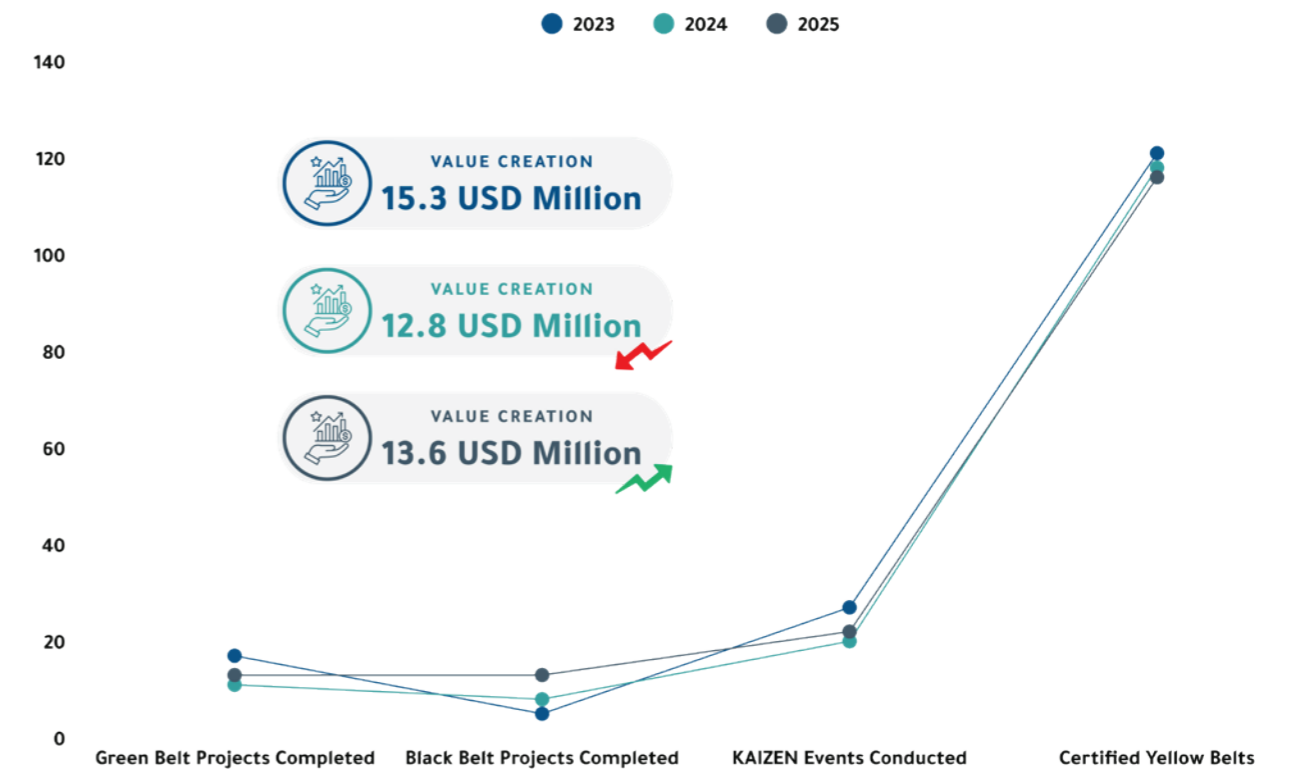 2023 2024 2025
140
120
100
80
60
40
20
0
VALUE CREATION
15.3 USD Million
VALUE CREATION
12.8 USD Million
VALUE CREATION
13.6 USD Million
Green Belt Projects Completed Black Belt Projects Completed KAIZEN Events Conducted Certified Yellow Belts